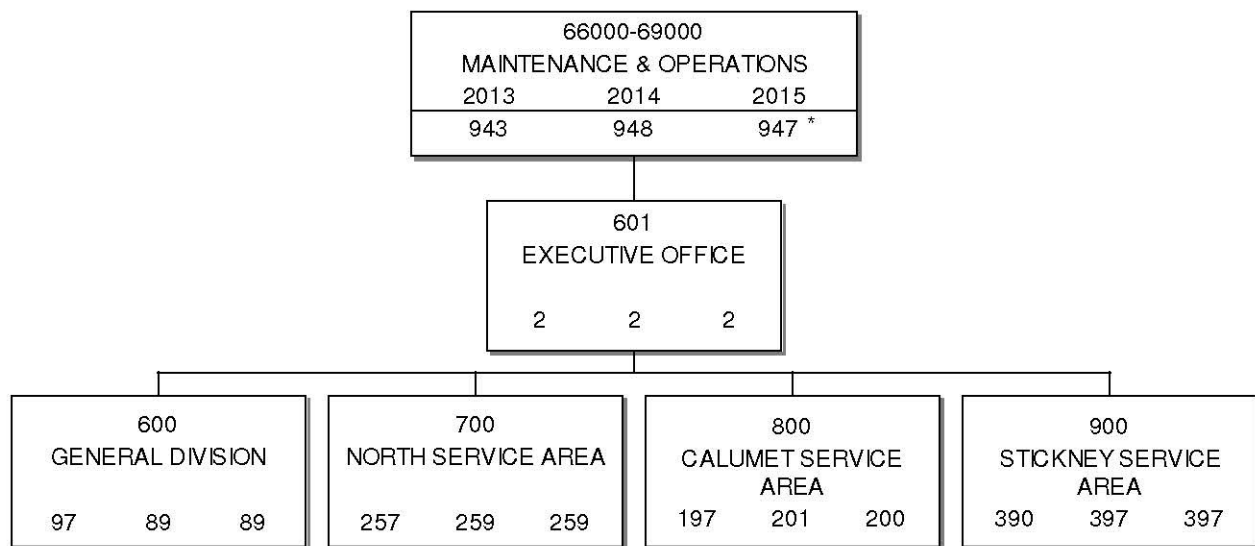 66000-69000
MAINTENANCE & OPERATIONS
2013 2014 2015
943 948 947 *
601
EXECUTIVE OFFICE
2 2 2
600
GENERAL DIVISION
97 89 89
700
NORTH SERVICE AREA
257 259 259
800
CALUMET SERVICE
AREA
197 201 200
900
STICKNEY SERVICE
AREA
390 397 397